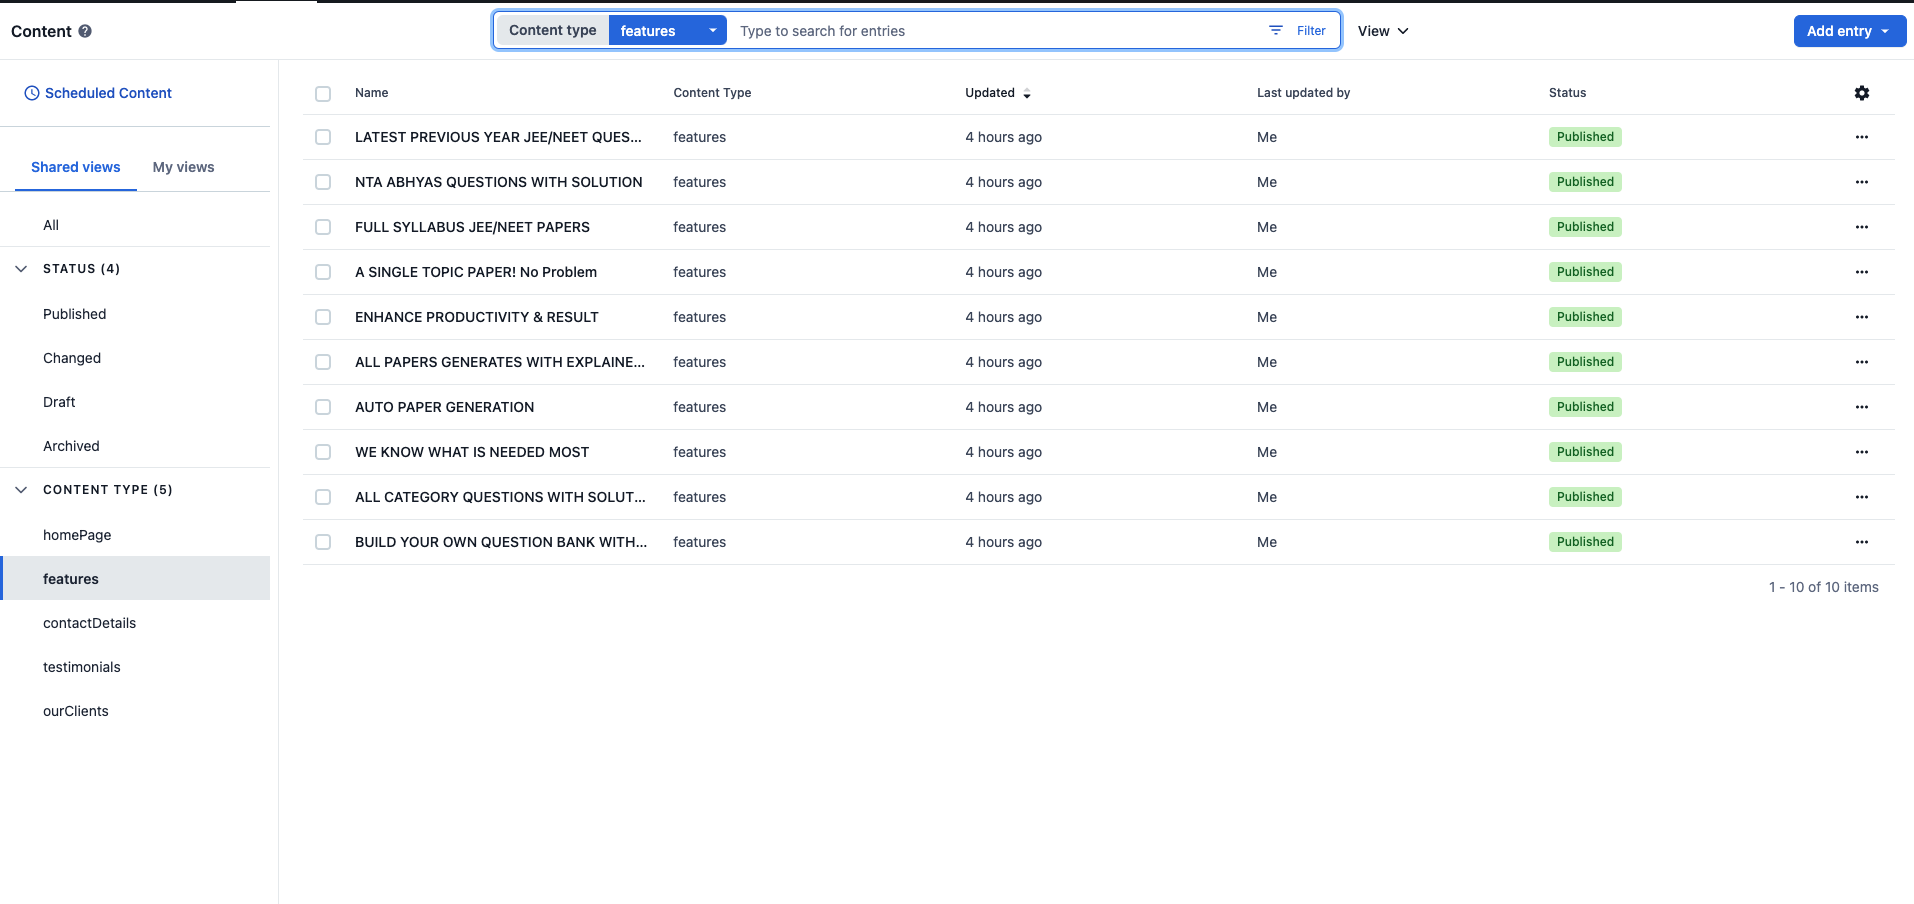 Content
Content type features Type to search for entries Filter View Add entry
Scheduled Content
Shared views My views
All
STATUS (4)
Published
Changed
Draft
Archived
CONTENT TYPE (5)
homePage
features
contactDetails
testimonials
ourClients
Name Content Type Updated Last updated by Status
LATEST PREVIOUS YEAR JEE/NEET QUES... features 4 hours ago Me Published
NTA ABHYAS QUESTIONS WITH SOLUTION features 4 hours ago Me Published
FULL SYLLABUS JEE/NEET PAPERS features 4 hours ago Me Published
A SINGLE TOPIC PAPER! No Problem features 4 hours ago Me Published
ENHANCE PRODUCTIVITY & RESULT features 4 hours ago Me Published
ALL PAPERS GENERATES WITH EXPLAINE... features 4 hours ago Me Published
AUTO PAPER GENERATION features 4 hours ago Me Published
WE KNOW WHAT IS NEEDED MOST features 4 hours ago Me Published
ALL CATEGORY QUESTIONS WITH SOLUT... features 4 hours ago Me Published
BUILD YOUR OWN QUESTION BANK WITH... features 4 hours ago Me Published
1 - 10 of 10 items